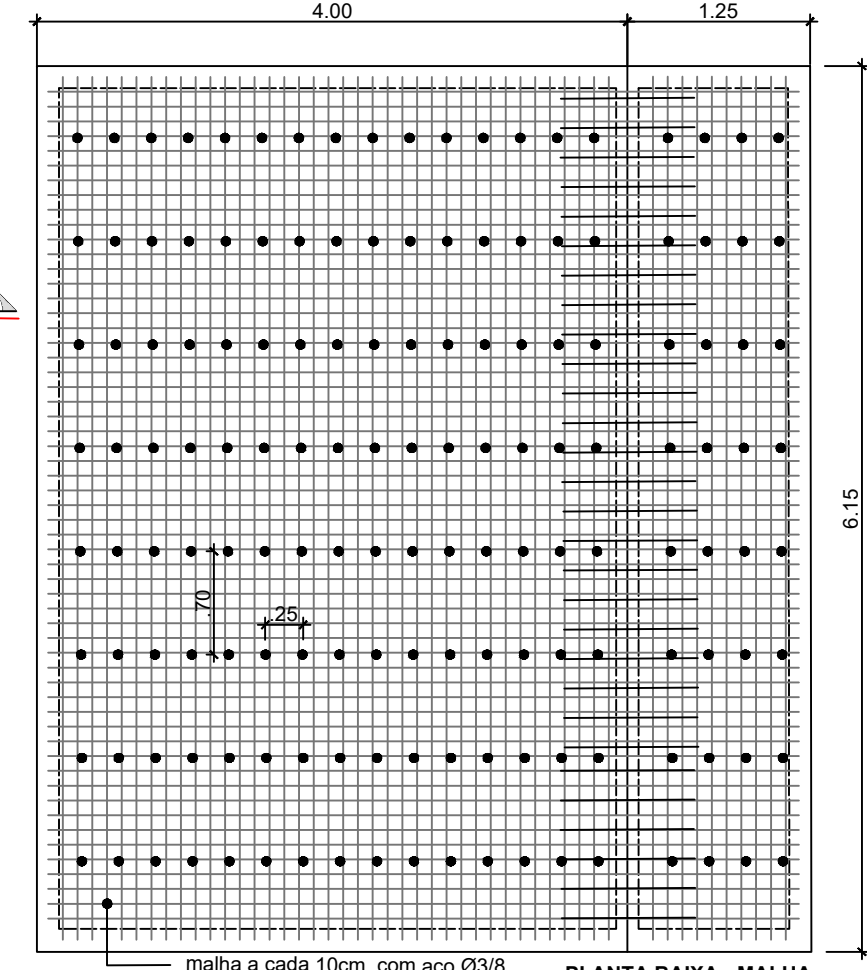 4.00
1.25
6.15
.70
.25
malha a cada 10cm, com aço Ø3/8
PLANTA BAIXA - MALHA